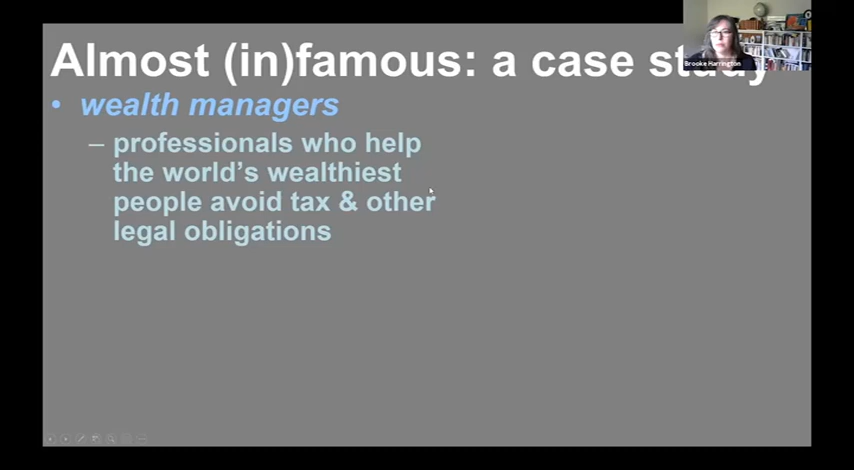 Almost (in)famous: a case study
Brooke Harrington
• wealth managers
– professionals who help
the world's wealthiest
people avoid tax & other
legal obligations